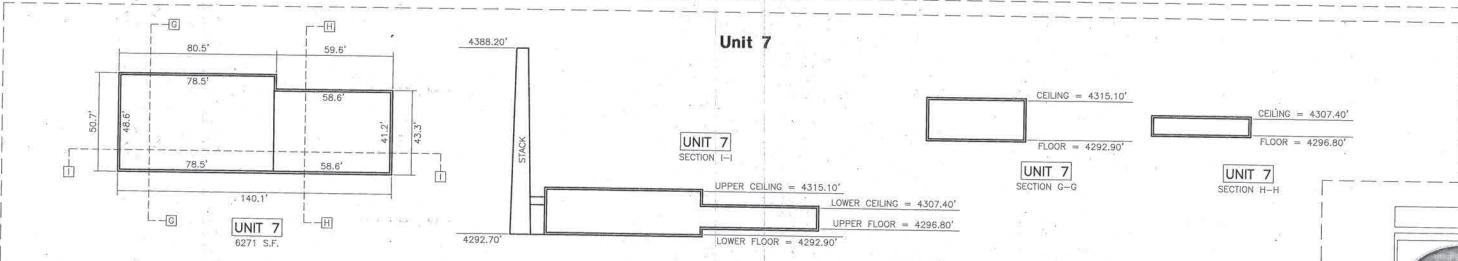 Unit 7
G
H
80.5'
59.6'
78.5'
58.6'
50.7'
48.6'
41.2'
43.3'
78.5'
58.6'
I
I
140.1'
G
H
UNIT 7
6271 S.F.
4388.20'
STACK
4292.70'
UNIT 7
SECTION I-I
UPPER CEILING = 4315.10'
LOWER CEILING = 4307.40'
UPPER FLOOR = 4296.80'
LOWER FLOOR = 4292.90'
CEILING = 4315.10'
FLOOR = 4292.90'
UNIT 7
SECTION G-G
CEILING = 4307.40'
FLOOR = 4296.80'
UNIT 7
SECTION H-H